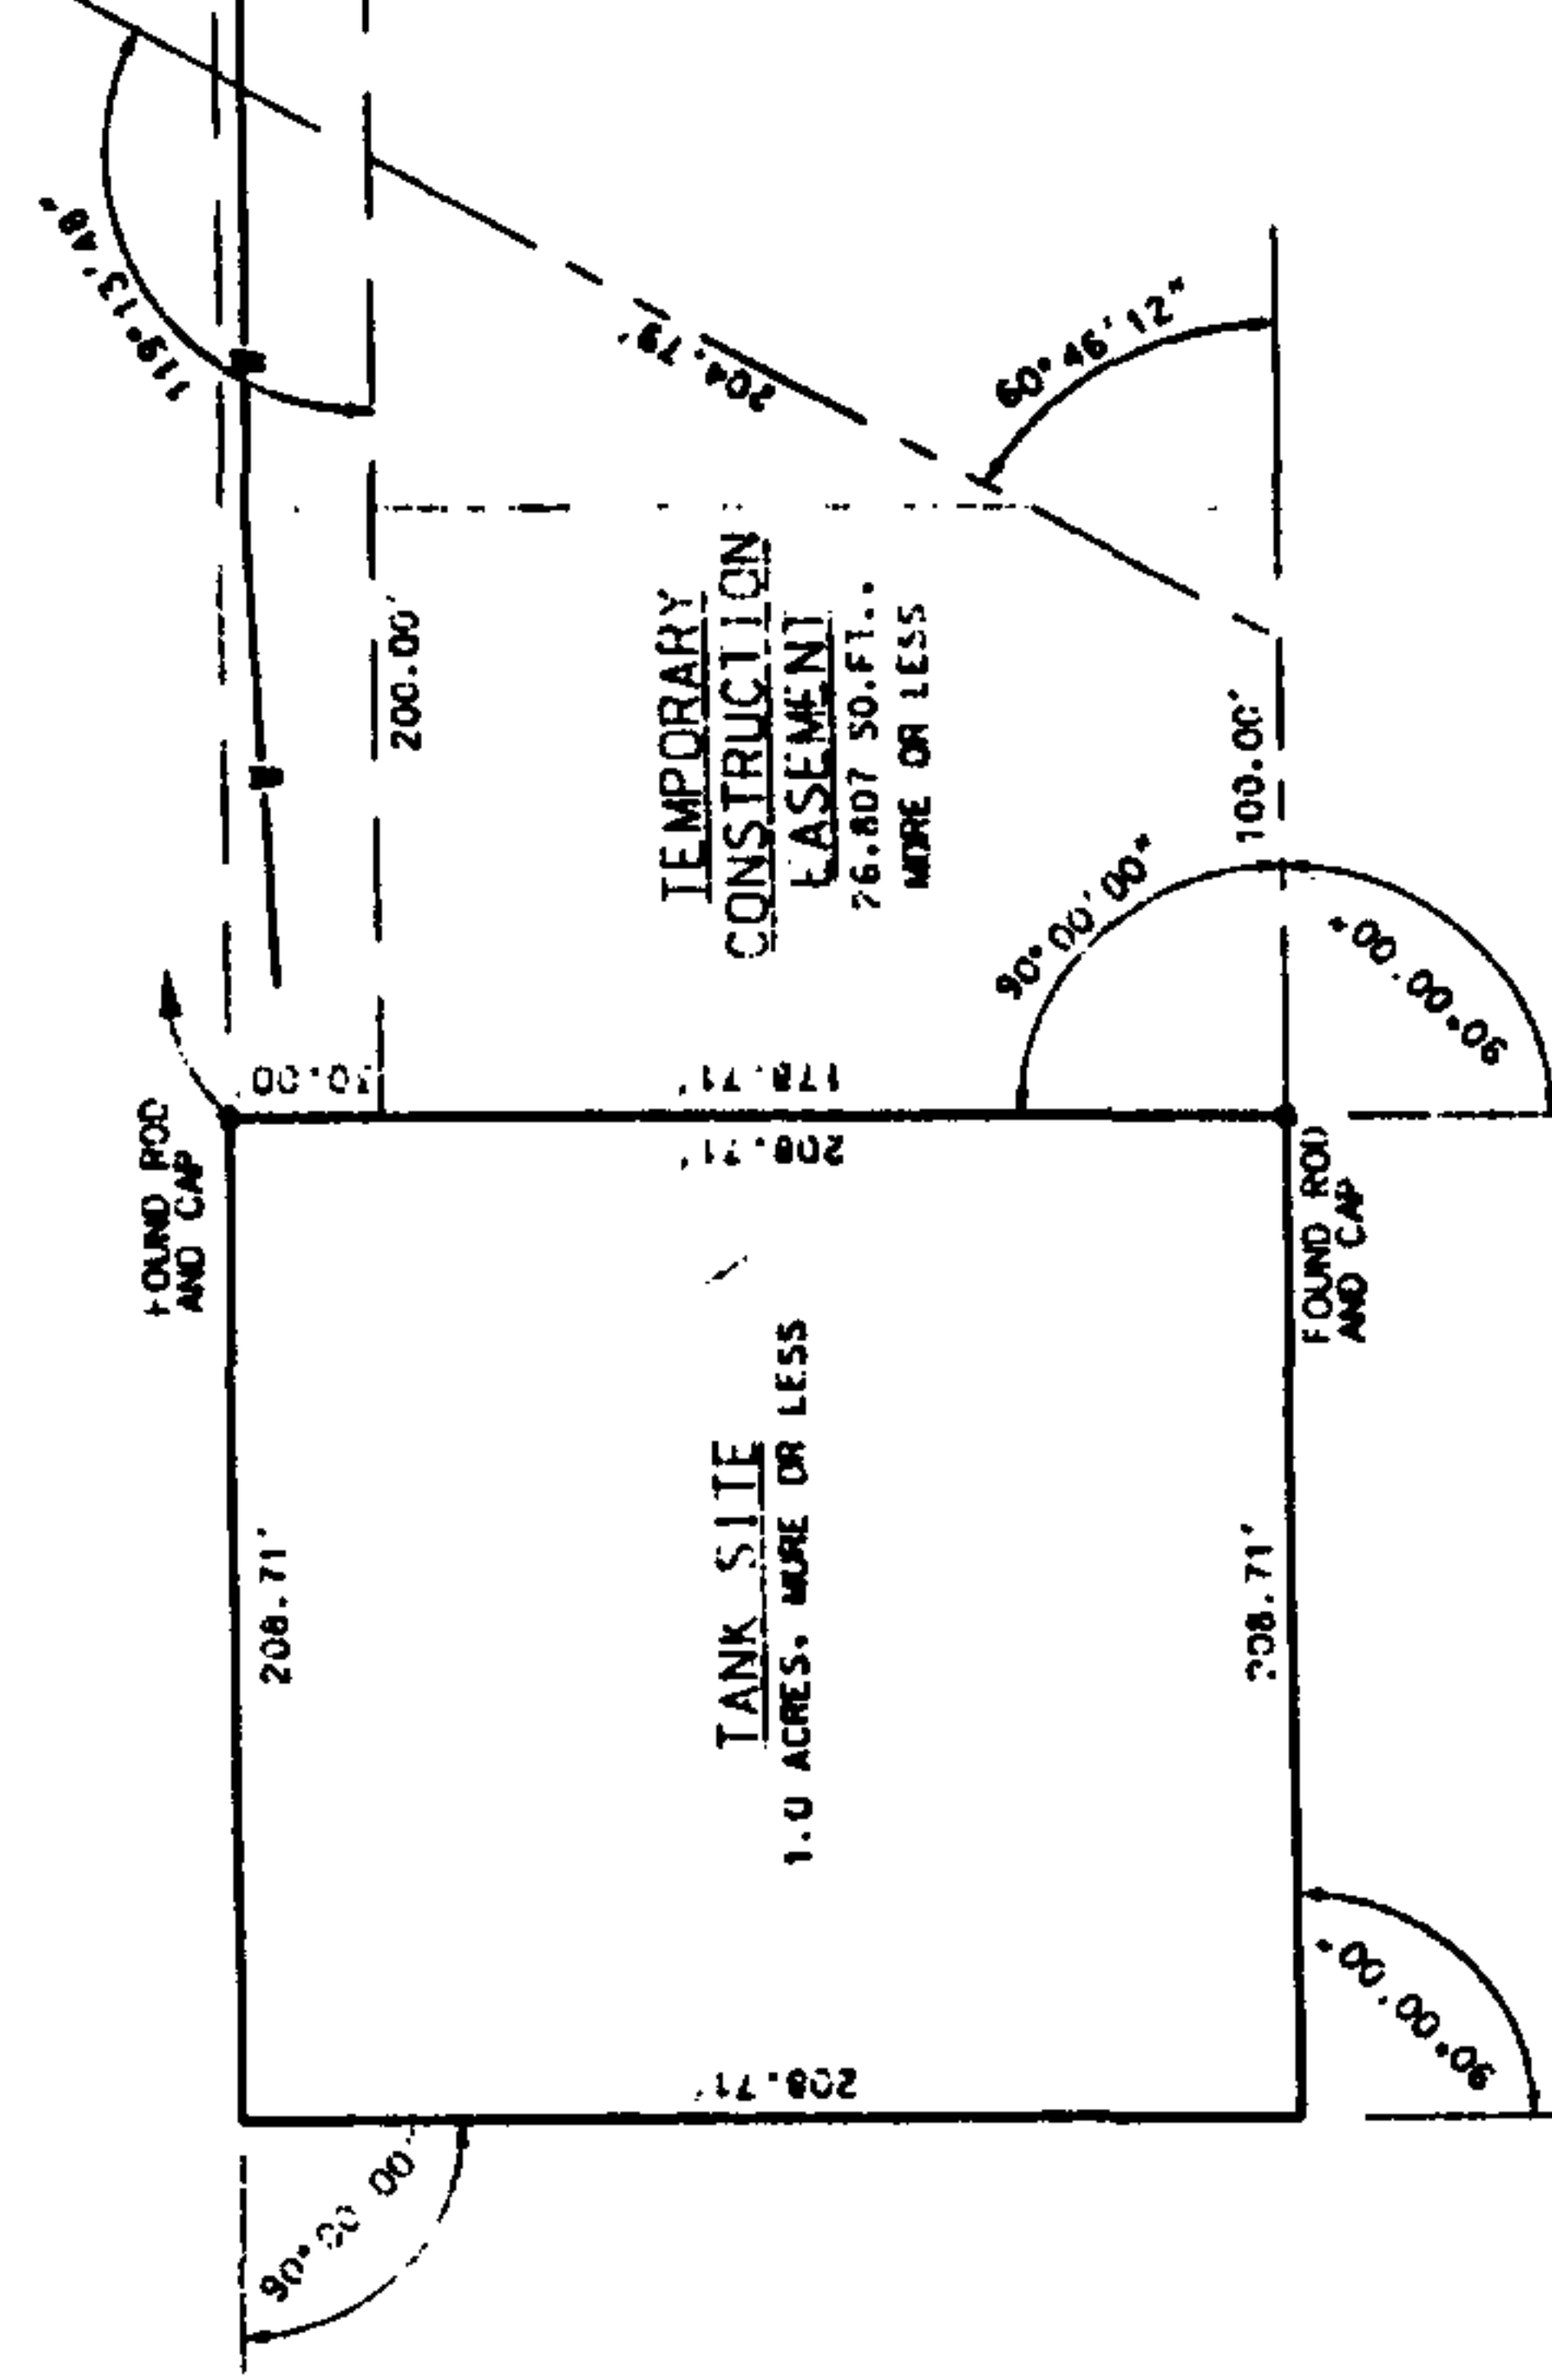 119°13'48"
204.79'
60°46'12"
200.00'
TEMPORARY
CONSTRUCTION
EASEMENT
26,807 SQ.FT.,
MORE OR LESS
100.00'
90°00'00"
90°00'00"
30.00
178.71'
208.71'
FOUND ROD
AND CAP
FOUND ROD
AND CAP
208.71'
TANK SITE
1.0 ACRES, MORE OR LESS
208.71'
90°00'00"
208.71'
90°00'00"